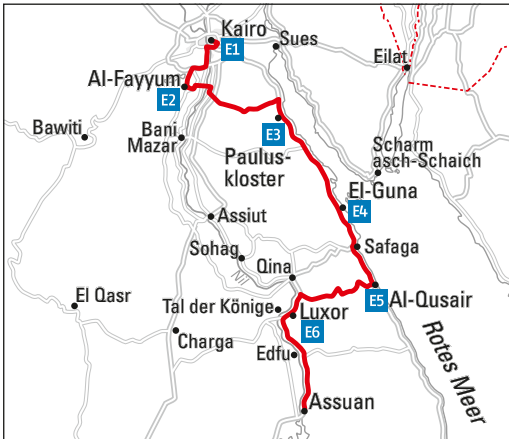 Kairo
E1
Sues
Eilat
Al-Fayyum
E2
E3
Bawiti
Bani
Mazar
Paulus-
kloster
Scharm
asch-Schaich
El-Guna
E4
Assiut
Safaga
Sohag
Qina
E5
Al-Qusair
El Qasr
Tal der Könige
Luxor
E6
Charga
Edfu
Rotes Meer
Assuan